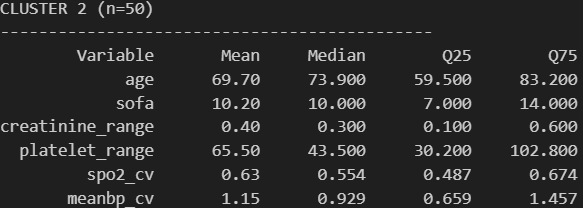 CLUSTER 2 (n=50)
---------------------------------------------
Variable Mean Median Q25 Q75
age 69.70 73.900 59.500 83.200
sofa 10.20 10.000 7.000 14.000
creatinine_range 0.40 0.300 0.100 0.600
platelet_range 65.50 43.500 30.200 102.800
spo2_cv 0.63 0.554 0.487 0.674
meanbp_cv 1.15 0.929 0.659 1.457